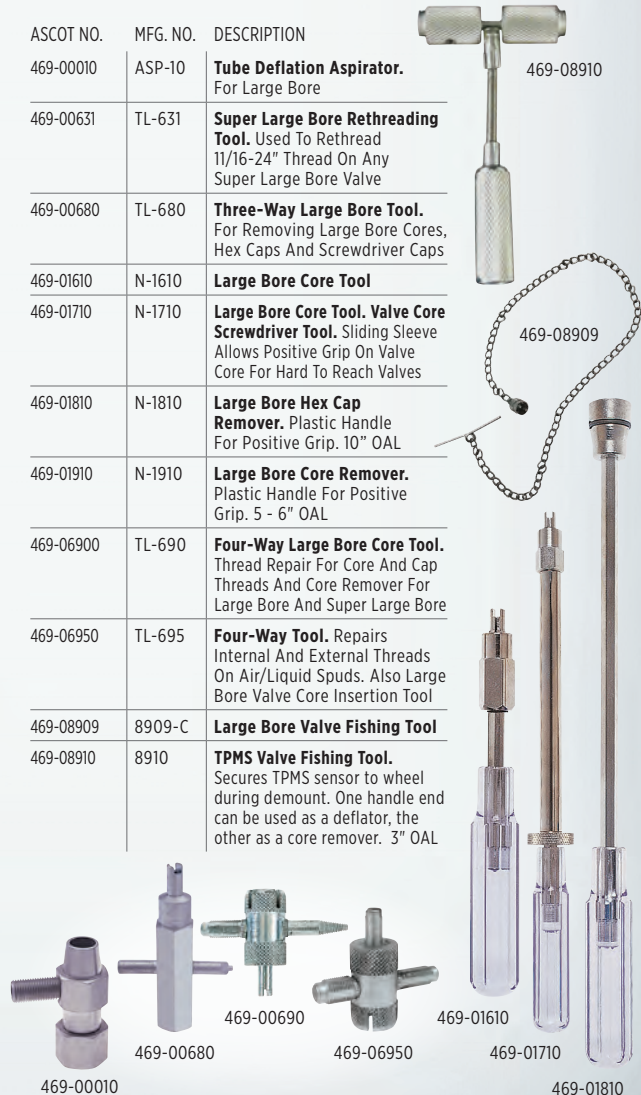 ASCOT NO. MFG. NO. DESCRIPTION
469-00010 ASP-10 Tube Deflation Aspirator.
For Large Bore
469-00631 TL-631 Super Large Bore Rethreading
Tool. Used To Rethread
11/16-24" Thread On Any
Super Large Bore Valve
469-00680 TL-680 Three-Way Large Bore Tool.
For Removing Large Bore Cores,
Hex Caps And Screwdriver Caps
469-01610 N-1610 Large Bore Core Tool
469-01710 N-1710 Large Bore Core Tool. Valve Core
Screwdriver Tool. Sliding Sleeve
Allows Positive Grip On Valve
Core For Hard To Reach Valves
469-01810 N-1810 Large Bore Hex Cap
Remover. Plastic Handle
For Positive Grip. 10” OAL
469-01910 N-1910 Large Bore Core Remover.
Plastic Handle For Positive
Grip. 5 - 6" OAL
469-06900 TL-690 Four-Way Large Bore Core Tool.
Thread Repair For Core And Cap
Threads And Core Remover For
Large Bore And Super Large Bore
469-06950 TL-695 Four-Way Tool. Repairs
Internal And External Threads
On Air/Liquid Spuds. Also Large
Bore Valve Core Insertion Tool
469-08909 8909-C Large Bore Valve Fishing Tool
469-08910 8910 TPMS Valve Fishing Tool.
Secures TPMS sensor to wheel
during demount. One handle end
can be used as a deflator, the
other as a core remover. 3" OAL
469-08910
469-08909
469-00010
469-00680
469-00690
469-06950
469-01610
469-01710
469-01810